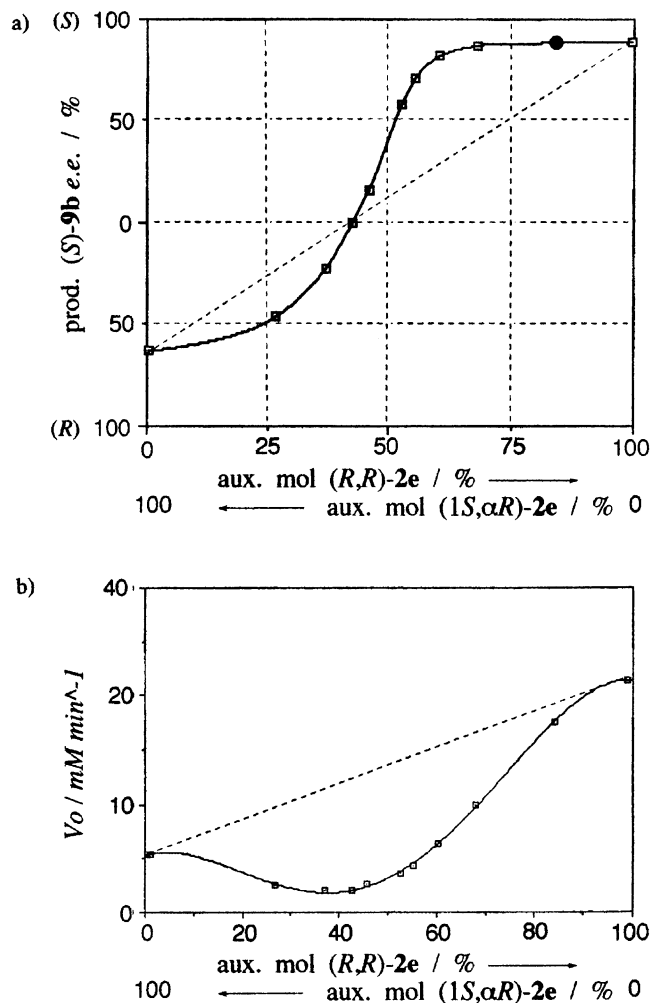 a)
(S) 100
50
0
50
(R) 100
prod. (S)-9b e.e. / %
0 25 50 75 100
aux. mol (R,R)-2e / %
100 aux. mol (1S,αR)-2e / % 0
b)
40
20
10
0
Vo / mM min^-1
0 20 40 60 80 100
aux. mol (R,R)-2e / %
100 aux. mol (1S,αR)-2e / % 0